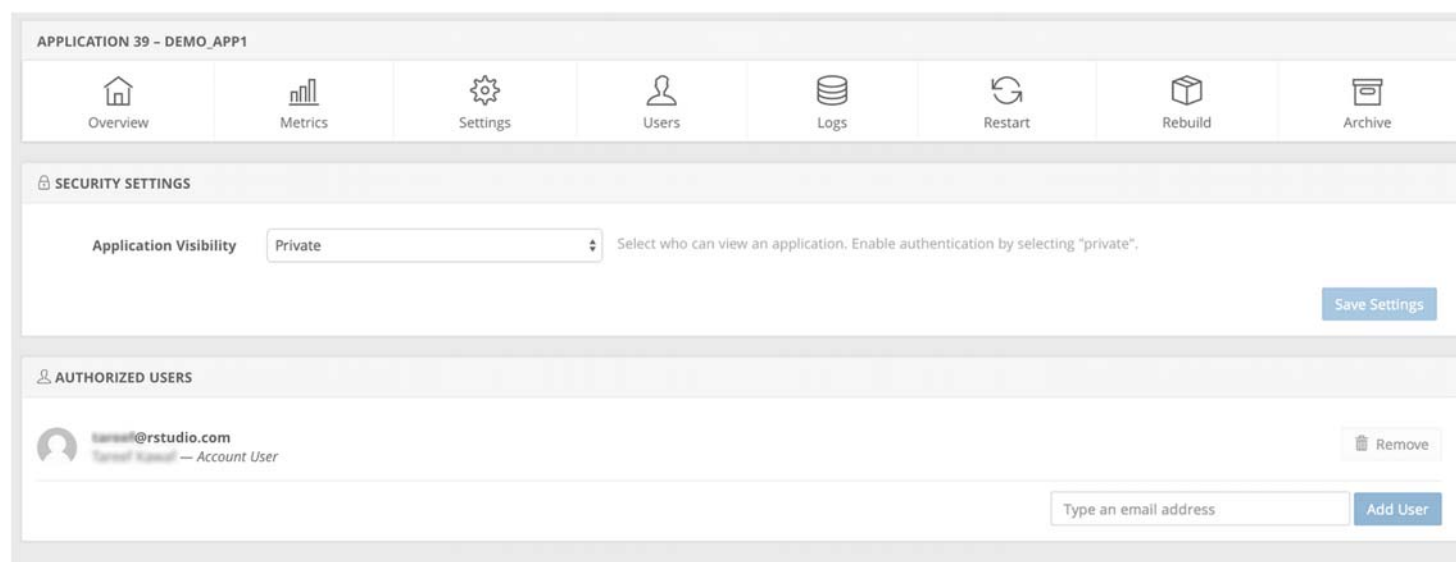 APPLICATION 39 – DEMO_APP1
Overview
Metrics
Settings
Users
Logs
Restart
Rebuild
Archive
SECURITY SETTINGS
Application Visibility
Private
Select who can view an application. Enable authentication by selecting "private".
Save Settings
AUTHORIZED USERS
@rstudio.com
— Account User
Remove
Type an email address
Add User